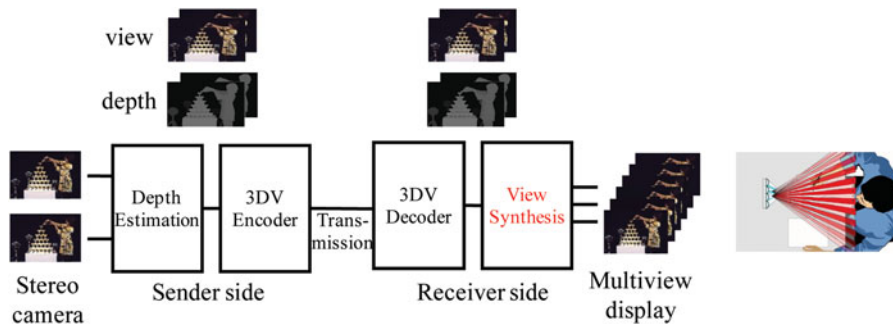 view
depth
Depth
Estimation
3DV
Encoder
Trans-
mission
3DV
Decoder
View
Synthesis
Stereo
camera
Sender side
Receiver side
Multiview
display